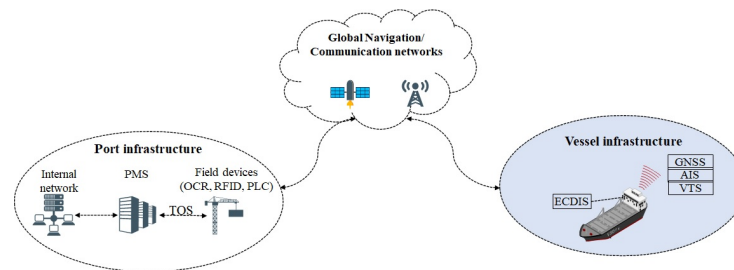 Global Navigation/
Communication networks
Port infrastructure
Internal
network
PMS
Field devices
(OCR, RFID, PLC)
TOS
Vessel infrastructure
GNSS
AIS
VTS
ECDIS